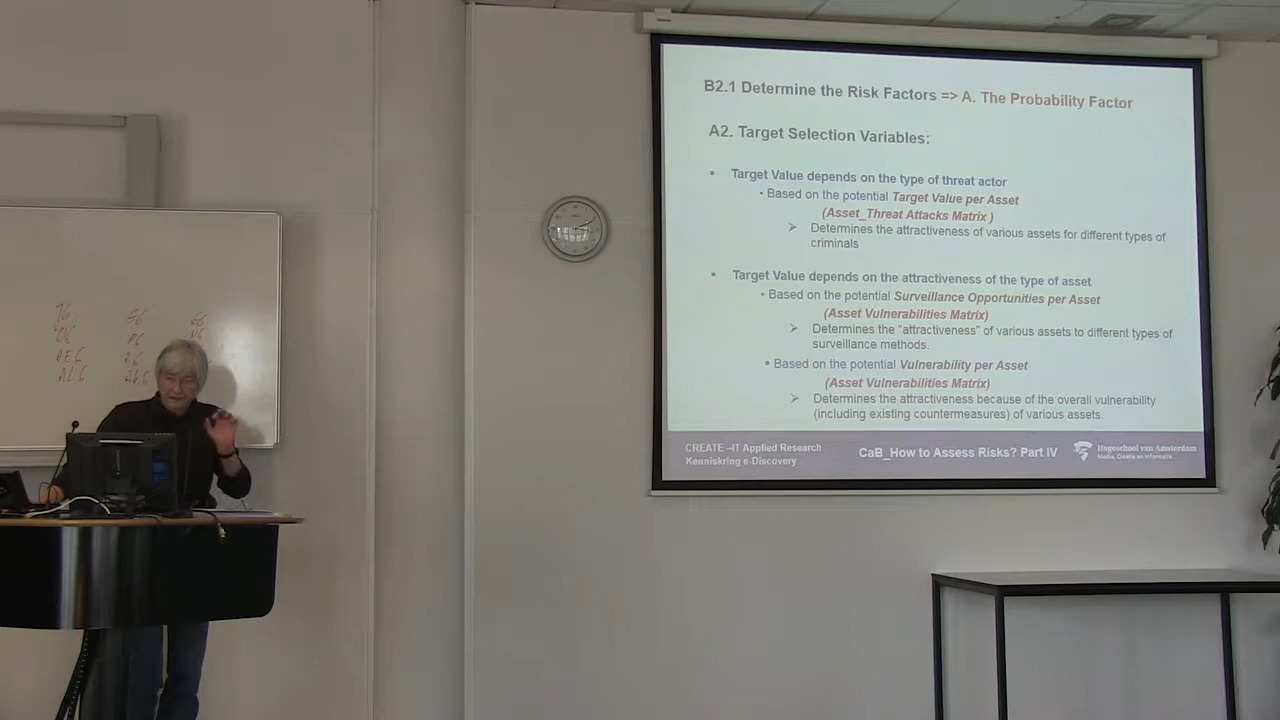 B2.1 Determine the Risk Factors => A. The Probability Factor
A2. Target Selection Variables:
▪ Target Value depends on the type of threat actor
• Based on the potential Target Value per Asset
(Asset_Threat Attacks Matrix )
➢ Determines the attractiveness of various assets for different types of
criminals
▪ Target Value depends on the attractiveness of the type of asset
• Based on the potential Surveillance Opportunities per Asset
(Asset Vulnerabilities Matrix)
➢ Determines the “attractiveness” of various assets to different types of
surveillance methods.
• Based on the potential Vulnerability per Asset
(Asset Vulnerabilities Matrix)
➢ Determines the attractiveness because of the overall vulnerability
(including existing countermeasures) of various assets.
CREATE –IT Applied Research
Kenniskring e-Discovery
CaB_How to Assess Risks? Part IV
Hogeschool van Amsterdam
Media, Creatie en Informatie